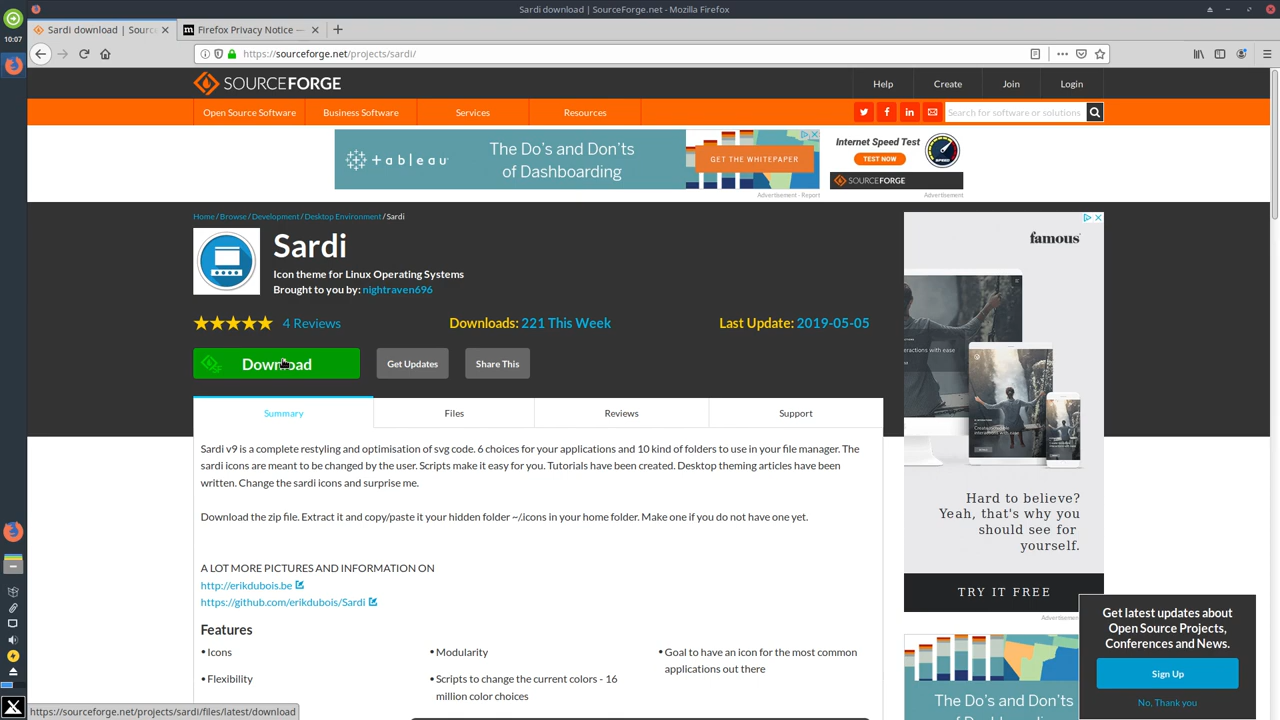 Sardi download | SourceForge.net - Mozilla Firefox
10:07
Sardi download | Sourc
Firefox Privacy Notice —
https://sourceforge.net/projects/sardi/
SOURCEFORGE
Help
Create
Join
Login
Open Source Software
Business Software
Services
Resources
Search for software or solutions
+ableau
The Do's and Don'ts
of Dashboarding
GET THE WHITEPAPER
Internet Speed Test
TEST NOW
SPEED
SOURCEFORGE
Advertisement - Report
Advertisement
Home / Browse / Development / Desktop Environment / Sardi
Sardi
Icon theme for Linux Operating Systems
Brought to you by: nightraven696
4 Reviews
Downloads: 221 This Week
Last Update: 2019-05-05
Download
Get Updates
Share This
Summary
Files
Reviews
Support
Sardi v9 is a complete restyling and optimisation of svg code. 6 choices for your applications and 10 kind of folders to use in your file manager. The
sardi icons are meant to be changed by the user. Scripts make it easy for you. Tutorials have been created. Desktop theming articles have been
written. Change the sardi icons and surprise me.
Download the zip file. Extract it and copy/paste it your hidden folder ~/.icons in your home folder. Make one if you do not have one yet.
A LOT MORE PICTURES AND INFORMATION ON
http://erikdubois.be
https://github.com/erikdubois/Sardi
Features
• Icons
• Flexibility
• Modularity
• Scripts to change the current colors - 16
million color choices
• Goal to have an icon for the most common
applications out there
famous
eractions with ease
Hard to believe?
Yeah, that's why you
should see for
yourself.
TRY IT FREE
Advertisement
The Do's and Don'ts
Get latest updates about
Open Source Projects,
Conferences and News.
Sign Up
No, Thank you
https://sourceforge.net/projects/sardi/files/latest/download